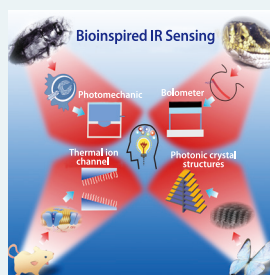 Bioinspired IR Sensing
Photomechanic
Bolometer
Thermal ion
channel
Photonic crystal
structures